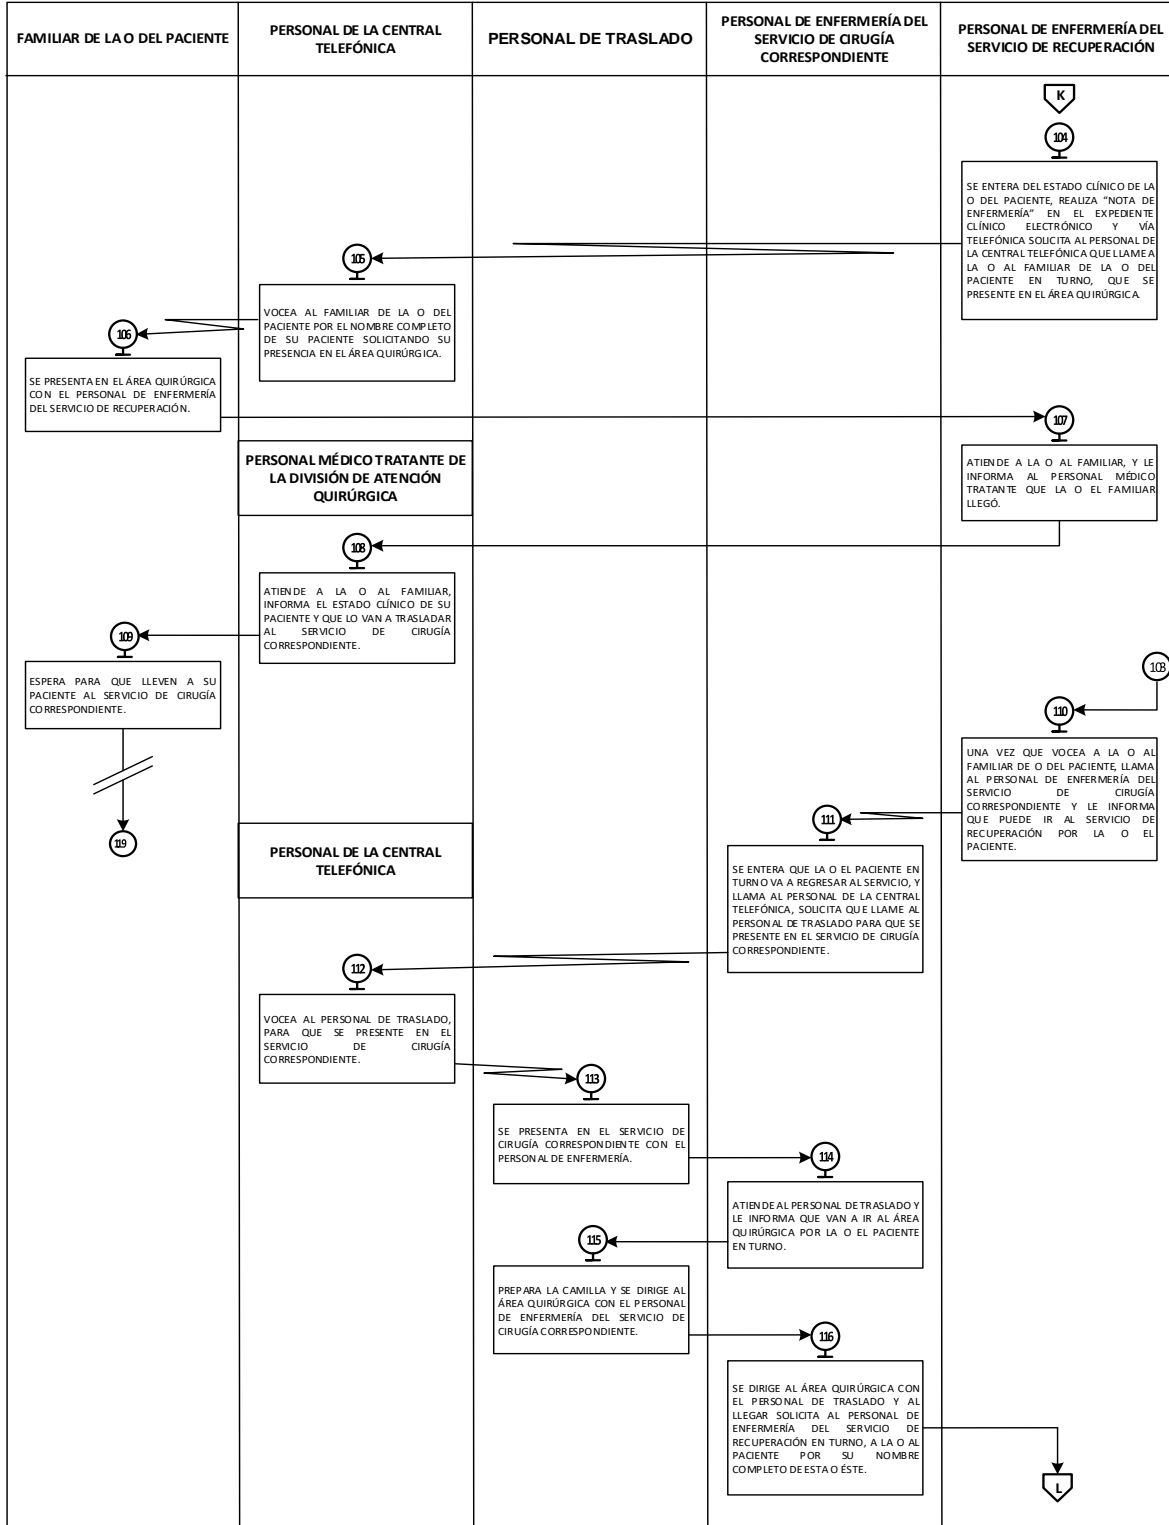 FAMILIAR DE LA O DEL PACIENTE
PERSONAL DE LA CENTRAL
TELEFÓNICA
PERSONAL DE TRASLADO
PERSONAL DE ENFERMERÍA DEL
SERVICIO DE CIRUGÍA
CORRESPONDIENTE
PERSONAL DE ENFERMERÍA DEL
SERVICIO DE RECUPERACIÓN
K
104
SE ENTERA DEL ESTADO CLÍNICO DE LA
O DEL PACIENTE, REALIZA “NOTA DE
ENFERMERÍA” EN EL EXPEDIENTE
CLÍNICO ELECTRÓNICO Y VÍA
TELEFÓNICA SOLICITA AL PERSONAL DE
LA CENTRAL TELEFÓNICA QUE LLAME A
LA O AL FAMILIAR DE LA O DEL
PACIENTE EN TURNO, QUE SE
PRESENTE EN EL ÁREA QUIRÚRGICA.
105
VOCEA AL FAMILIAR DE LA O DEL
PACIENTE POR EL NOMBRE COMPLETO
DE SU PACIENTE SOLICITANDO SU
PRESENCIA EN EL ÁREA QUIRÚRGICA.
106
SE PRESENTA EN EL ÁREA QUIRÚRGICA
CON EL PERSONAL DE ENFERMERÍA
DEL SERVICIO DE RECUPERACIÓN.
107
ATIENDE A LA O AL FAMILIAR, Y LE
INFORMA AL PERSONAL MÉDICO
TRATANTE QUE LA O EL FAMILIAR
LLEGÓ.
PERSONAL MÉDICO TRATANTE DE
LA DIVISIÓN DE ATENCIÓN
QUIRÚRGICA
108
ATIENDE A LA O AL FAMILIAR,
INFORMA EL ESTADO CLÍNICO DE SU
PACIENTE Y QUE LO VAN A TRASLADAR
AL SERVICIO DE CIRUGÍA
CORRESPONDIENTE.
109
ESPERA PARA QUE LLEVEN A SU
PACIENTE AL SERVICIO DE CIRUGÍA
CORRESPONDIENTE.
119
103
110
UNA VEZ QUE VOCEA A LA O AL
FAMILIAR DE O DEL PACIENTE, LLAMA
AL PERSONAL DE ENFERMERÍA DEL
SERVICIO DE CIRUGÍA
CORRESPONDIENTE Y LE INFORMA
QUE PUEDE IR AL SERVICIO DE
RECUPERACIÓN POR LA O EL
PACIENTE.
111
SE ENTERA QUE LA O EL PACIENTE EN
TURNO VA A REGRESAR AL SERVICIO, Y
LLAMA AL PERSONAL DE LA CENTRAL
TELEFÓNICA, SOLICITA QUE LLAME AL
PERSONAL DE TRASLADO PARA QUE SE
PRESENTE EN EL SERVICIO DE CIRUGÍA
CORRESPONDIENTE.
PERSONAL DE LA CENTRAL
TELEFÓNICA
112
VOCEA AL PERSONAL DE TRASLADO,
PARA QUE SE PRESENTE EN EL
SERVICIO DE CIRUGÍA
CORRESPONDIENTE.
113
SE PRESENTA EN EL SERVICIO DE
CIRUGÍA CORRESPONDIENTE CON EL
PERSONAL DE ENFERMERÍA.
114
ATIENDE AL PERSONAL DE TRASLADO Y
LE INFORMA QUE VAN A IR AL ÁREA
QUIRÚRGICA POR LA O EL PACIENTE
EN TURNO.
115
PREPARA LA CAMILLA Y SE DIRIGE AL
ÁREA QUIRÚRGICA CON EL PERSONAL
DE ENFERMERÍA DEL SERVICIO DE
CIRUGÍA CORRESPONDIENTE.
116
SE DIRIGE AL ÁREA QUIRÚRGICA CON
EL PERSONAL DE TRASLADO Y AL
LLEGAR SOLICITA AL PERSONAL DE
ENFERMERÍA DEL SERVICIO DE
RECUPERACIÓN EN TURNO, A LA O AL
PACIENTE POR SU NOMBRE
COMPLETO DE ESTA O ÉSTE.
L